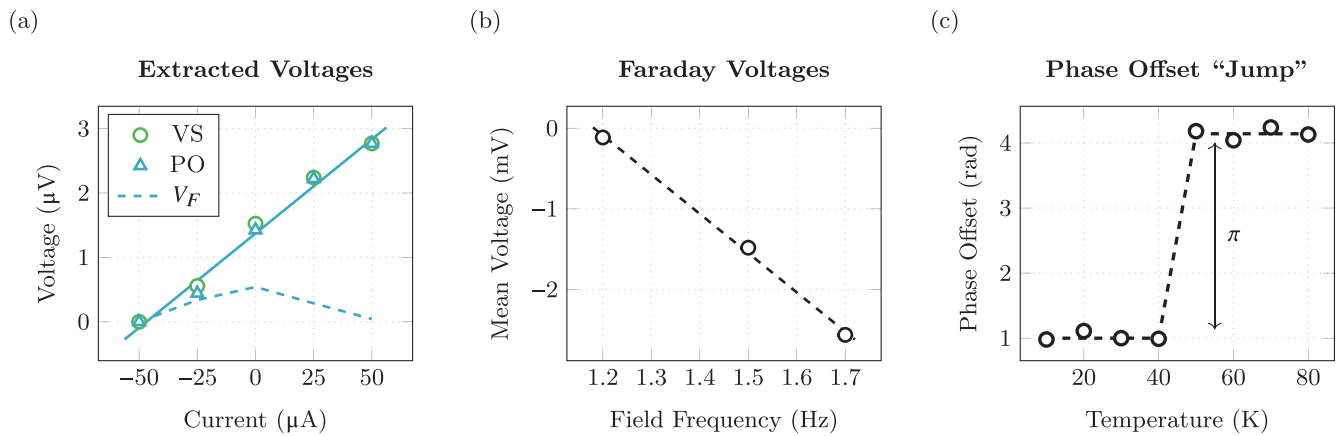 (a)
Extracted Voltages
Voltage (μV)
3
2
1
0
VS
PO
V_F
−50
−25
0
25
50
Current (μA)
(b)
Faraday Voltages
Mean Voltage (mV)
0
−1
−2
1.2
1.3
1.4
1.5
1.6
1.7
Field Frequency (Hz)
(c)
Phase Offset “Jump”
Phase Offset (rad)
4
3
2
1
π
20
40
60
80
Temperature (K)